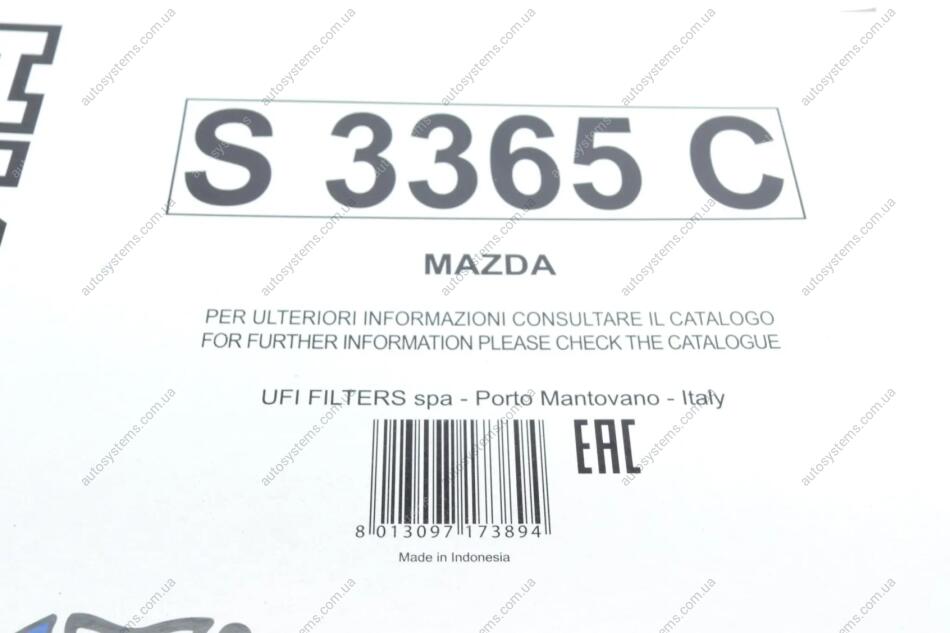 S 3365 C
MAZDA
PER ULTERIORI INFORMAZIONI CONSULTARE IL CATALOGO
FOR FURTHER INFORMATION PLEASE CHECK THE CATALOGUE
UFI FILTERS spa - Porto Mantovano - Italy
EAC
8 013097 173894
Made in Indonesia
autosystems.com.ua